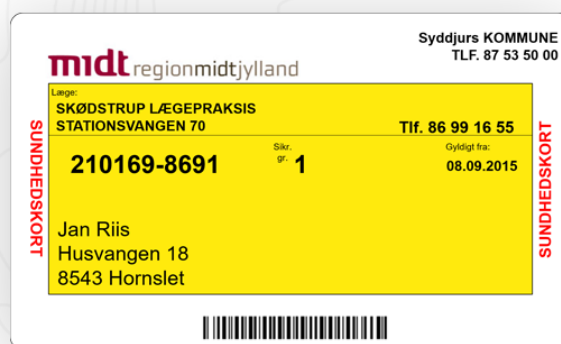 Syddjurs KOMMUNE
TLF. 87 53 50 00
midt regionmidtjylland
Læge:
SKØDSTRUP LÆGEPRAKSIS
STATIONSVANGEN 70
Tlf. 86 99 16 55
SUNDHEDSKORT
210169-8691
Sikr. gr. 1
Gyldigt fra:
08.09.2015
SUNDHEDSKORT
Jan Riis
Husvangen 18
8543 Hornslet